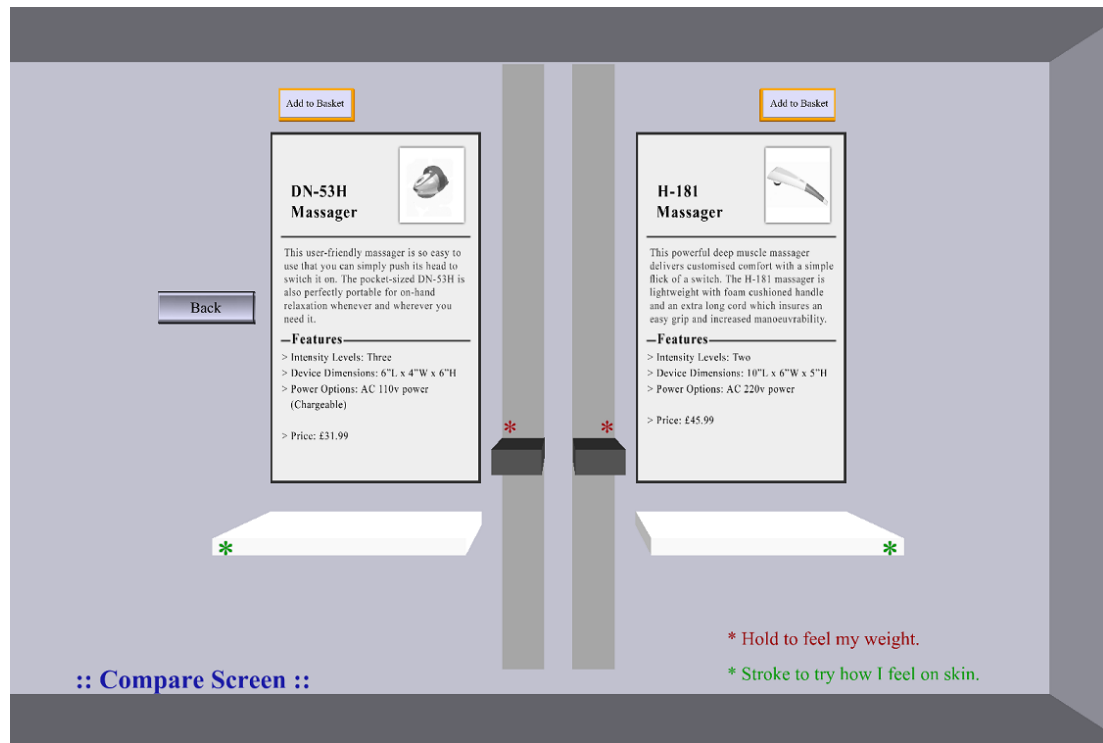 Add to Basket
DN-53H
Massager
This user-friendly massager is so easy to
use that you can simply push its head to
switch it on. The pocket-sized DN-53H is
also perfectly portable for on-hand
relaxation whenever and wherever you
need it.
Features
> Intensity Levels: Three
> Device Dimensions: 6"L x 4"W x 6"H
> Power Options: AC 110v power
(Chargeable)
> Price: £31.99
Add to Basket
H-181
Massager
This powerful deep muscle massager
delivers customised comfort with a simple
flick of a switch. The H-181 massager is
lightweight with foam cushioned handle
and an extra long cord which insures an
easy grip and increased manoeuvrability.
Features
> Intensity Levels: Two
> Device Dimensions: 10"L x 6"W x 5"H
> Power Options: AC 220v power
> Price: £45.99
Back
*
*
*
*
* Hold to feel my weight.
* Stroke to try how I feel on skin.
:: Compare Screen ::